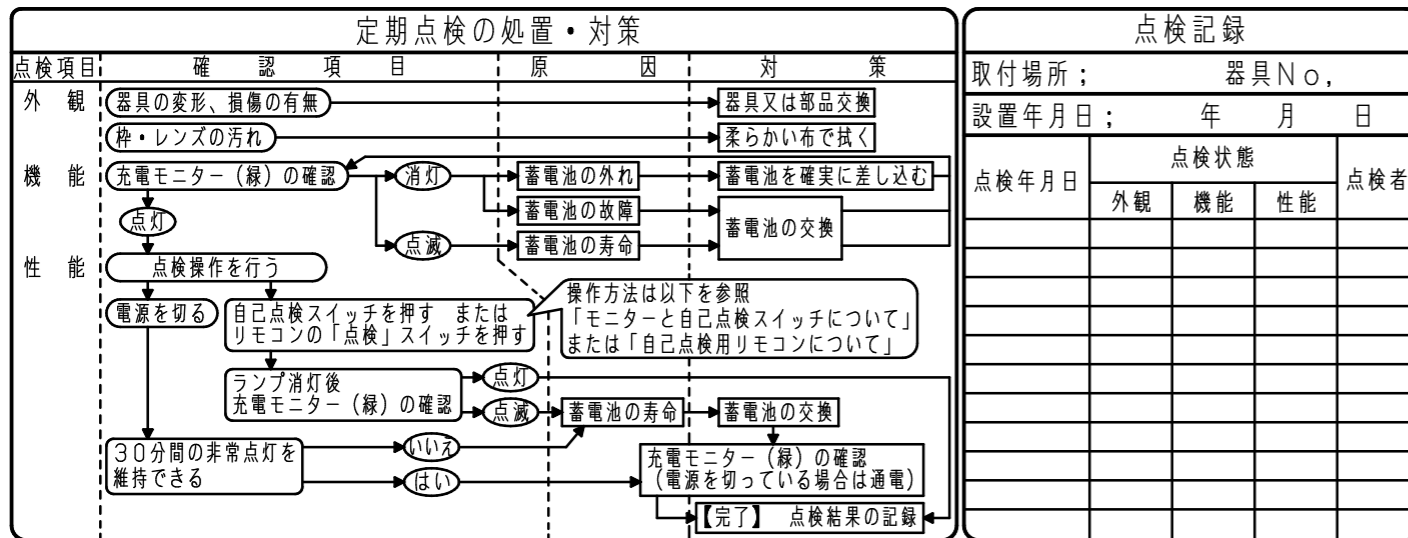 定期点検の処置・対策
点検項目 確認項目 原因 対策
外観 器具の変形、損傷の有無 器具又は部品交換
枠・レンズの汚れ 柔らかい布で拭く
機能 充電モニター（緑）の確認 消灯 蓄電池の外れ 蓄電池を確実に差し込む
蓄電池の故障
点灯
蓄電池の交換
点滅 蓄電池の寿命
性能 点検操作を行う
電源を切る
自己点検スイッチを押す または
リモコンの「点検」スイッチを押す
操作方法は以下を参照
「モニターと自己点検スイッチについて」
または「自己点検用リモコンについて」
ランプ消灯後
充電モニター（緑）の確認
点灯
点滅 蓄電池の寿命 蓄電池の交換
30分間の非常点灯を
維持できる
いいえ
はい
充電モニター（緑）の確認
（電源を切っている場合は通電）
【完了】 点検結果の記録
点検記録
取付場所； 器具No,
設置年月日； 年 月 日
点検年月日 点検状態 点検者
外観 機能 性能